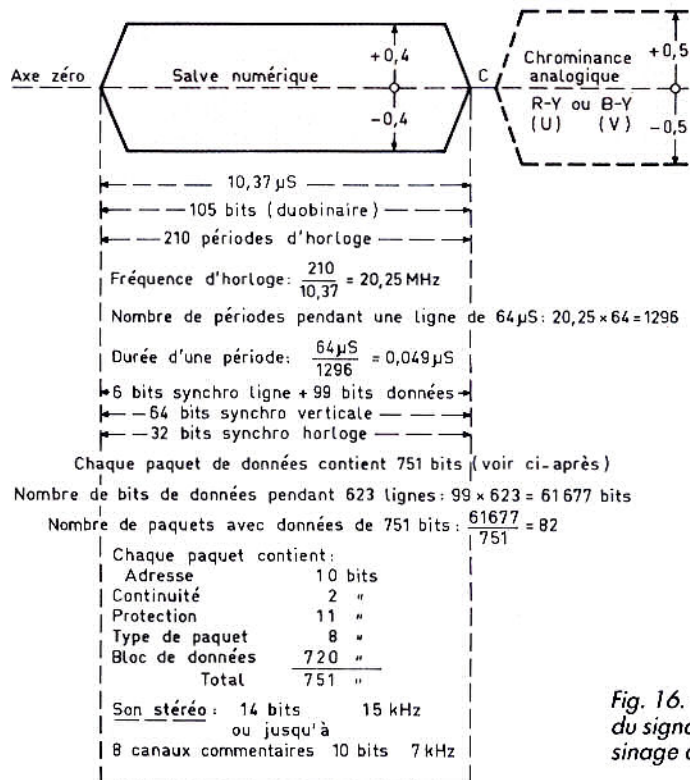 +0,4
+0,5
Axe zéro
Salve numérique
C
Chrominance
analogique
R-Y ou B-Y
(U) (V)
-0,4
-0,5
10,37 µS
105 bits (duobinaire)
210 périodes d'horloge
Fréquence d'horloge: 210/10,37 = 20,25 MHz
Nombre de périodes pendant une ligne de 64 µS: 20,25 × 64 = 1296
Durée d'une période: 64 µS/1296 = 0,049 µS
6 bits synchro ligne + 99 bits données
64 bits synchro verticale
32 bits synchro horloge
Chaque paquet de données contient 751 bits (voir ci-après)
Nombre de bits de données pendant 623 lignes: 99 × 623 = 61677 bits
Nombre de paquets avec données de 751 bits: 61677/751 = 82
Chaque paquet contient:
Adresse 10 bits
Continuité 2 "
Protection 11 "
Type de paquet 8 "
Bloc de données 720 "
Total 751 "
Son stéréo: 14 bits 15 kHz
ou jusqu'à
8 canaux commentaires 10 bits 7 kHz
Fig. 16.
du signa
sinage